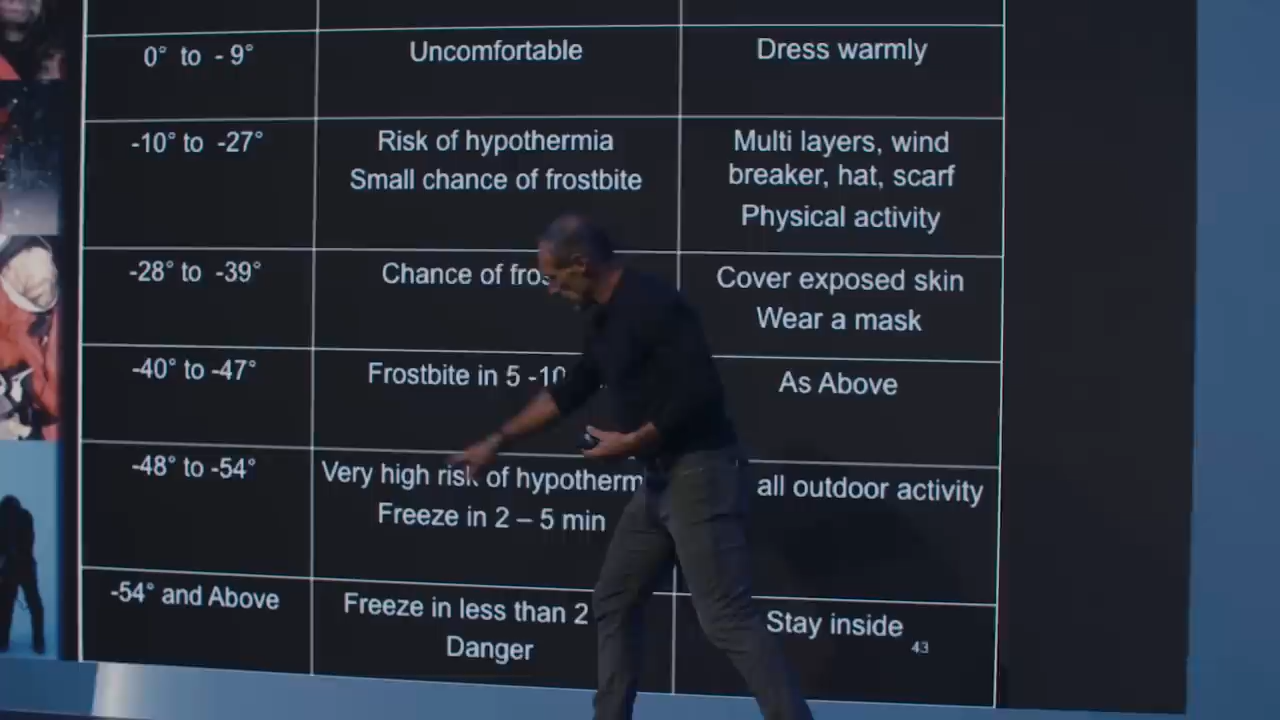 0° to - 9°
Uncomfortable
Dress warmly
-10° to -27°
Risk of hypothermia
Small chance of frostbite
Multi layers, wind
breaker, hat, scarf
Physical activity
-28° to -39°
Chance of
Cover exposed skin
Wear a mask
-40° to -47°
Frostbite in 5 -10
As Above
-48° to -54°
Very high risk of
Freeze in 2 – 5 min
all outdoor activity
-54° and Above
Freeze in less than 2
Danger
Stay inside
43